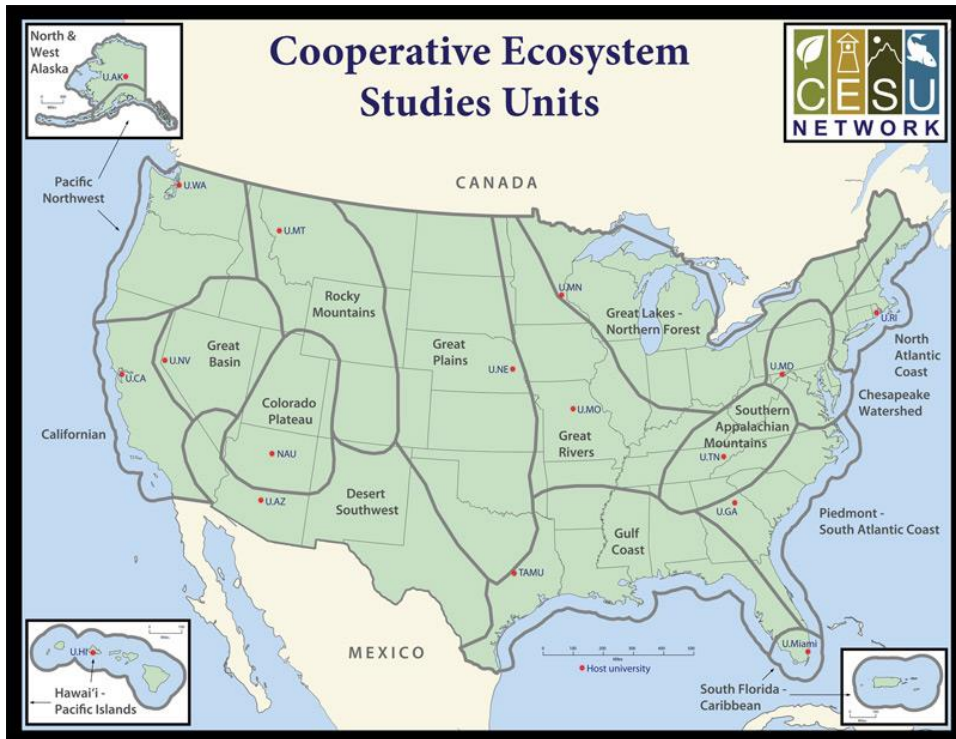 Cooperative Ecosystem
Studies Units
North &
West
Alaska
U.AK
CESU
NETWORK
CANADA
Pacific
Northwest
U.WA
U.MT
Rocky
Mountains
U.MN
Great Lakes -
Northern Forest
U.RI
North
Atlantic
Coast
Great
Basin
U.NV
Great
Plains
U.NE
U.MD
U.CA
Chesapeake
Watershed
Colorado
Plateau
U.MO
Southern
Appalachian
Mountains
Californian
NAU
Great
Rivers
U.TN
U.AZ
Desert
Southwest
U.GA
Piedmont -
South Atlantic Coast
Gulf
Coast
TAMU
MEXICO
Host university
U.Miami
South Florida -
Caribbean
U.HI
Hawai'i -
Pacific Islands